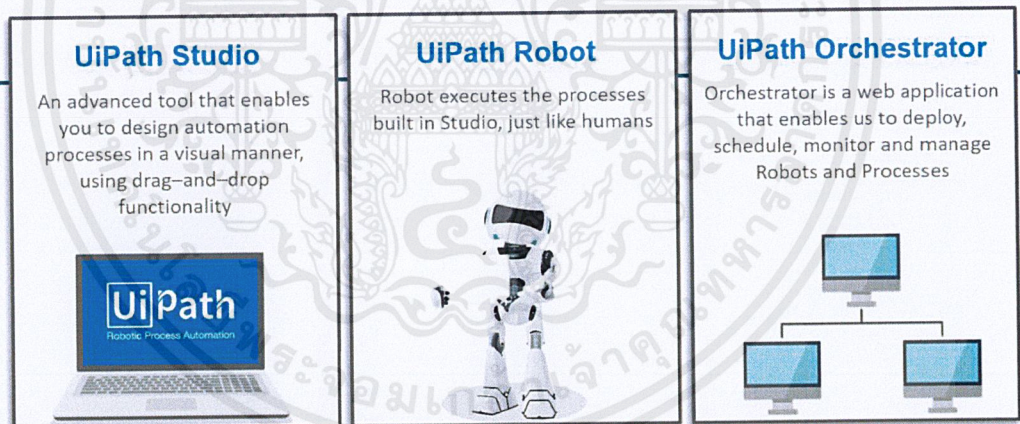 UiPath Studio
An advanced tool that enables
you to design automation
processes in a visual manner,
using drag–and–drop
functionality
UiPath
Robotic Process Automation
UiPath Robot
Robot executes the processes
built in Studio, just like humans
UiPath Orchestrator
Orchestrator is a web application
that enables us to deploy,
schedule, monitor and manage
Robots and Processes